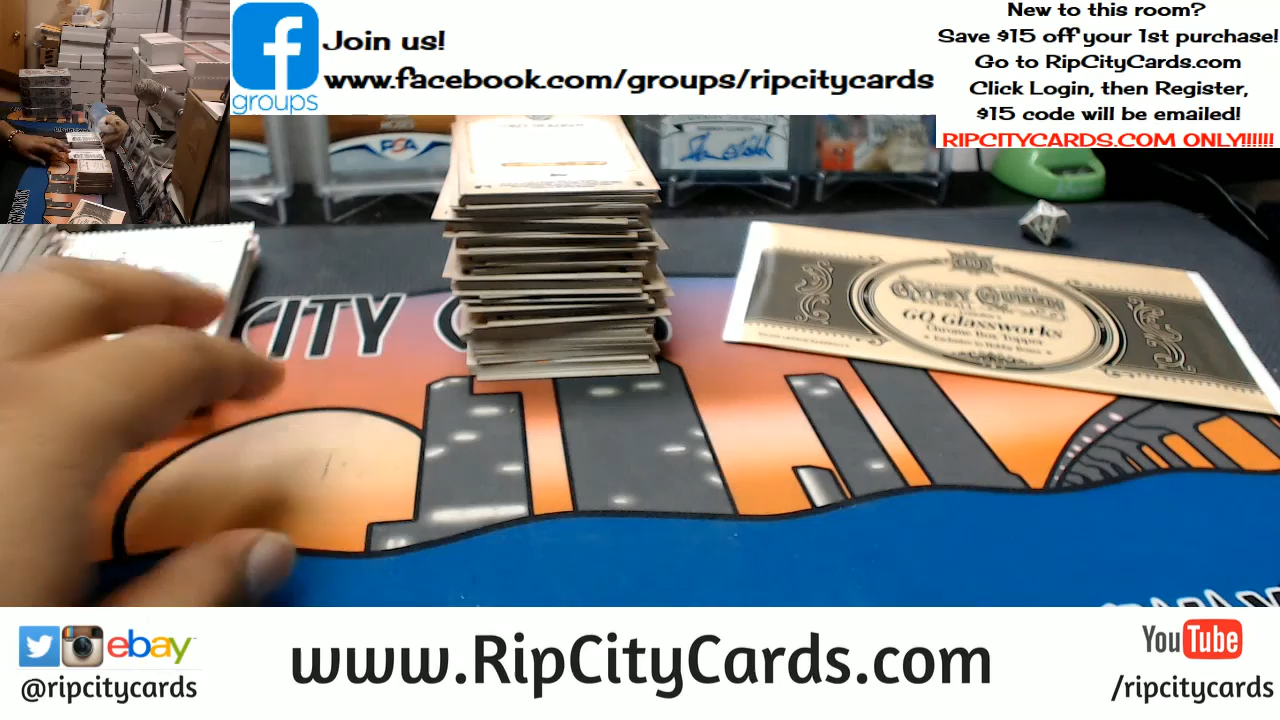 Join us!
www.facebook.com/groups/ripcitycards
groups
New to this room?
Save $15 off your 1st purchase!
Go to RipCityCards.com
Click Login, then Register,
$15 code will be emailed!
RIPCITYCARDS.COM ONLY!!!!!!
PSA
CITY C
GYPSY QUEEN
GQ GLASSWORKS
Chrome Box Topper
ebay
@ripcitycards
www.RipCityCards.com
YouTube
/ripcitycards